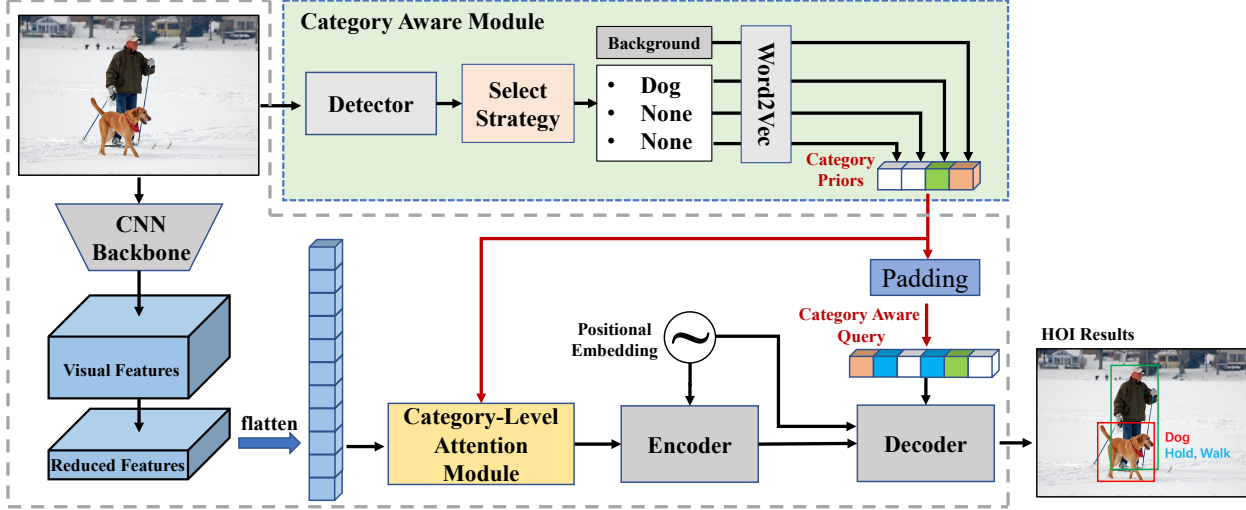 Category Aware Module
Background
Detector
Select
Strategy
• Dog
• None
• None
Word2Vec
Category
Priors
CNN
Backbone
Padding
Category Aware
Query
Positional
Embedding
HOI Results
Visual Features
flatten
Category-Level
Attention
Module
Encoder
Decoder
Reduced Features
Dog
Hold, Walk